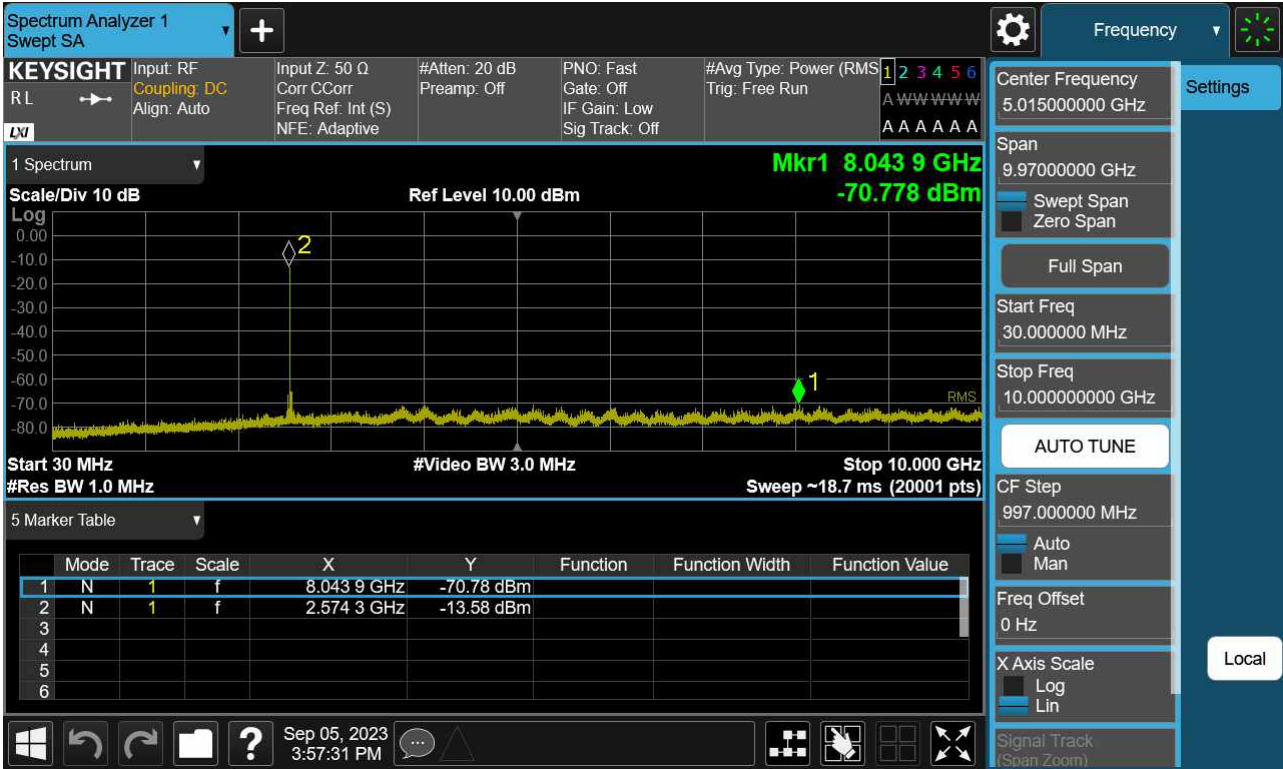 Spectrum Analyzer 1
Swept SA
Frequency
KEYSIGHT
R L
LXI
Input: RF
Coupling: DC
Align: Auto
Input Z: 50 Ω
Corr CCorr
Freq Ref: Int (S)
NFE: Adaptive
#Atten: 20 dB
Preamp: Off
PNO: Fast
Gate: Off
IF Gain: Low
Sig Track: Off
#Avg Type: Power (RMS
Trig: Free Run
1 2 3 4 5 6
A W W W W W
A A A A A A
1 Spectrum
Scale/Div 10 dB
Ref Level 10.00 dBm
Mkr1 8.043 9 GHz
-70.778 dBm
Log
0.00
-10.0
-20.0
-30.0
-40.0
-50.0
-60.0
-70.0
-80.0
2
1
RMS
Start 30 MHz
#Video BW 3.0 MHz
Stop 10.000 GHz
#Res BW 1.0 MHz
Sweep ~18.7 ms (20001 pts)
5 Marker Table
Mode Trace Scale X Y Function Function Width Function Value
1 N 1 f 8.043 9 GHz -70.78 dBm
2 N 1 f 2.574 3 GHz -13.58 dBm
3
4
5
6
Sep 05, 2023
3:57:31 PM
Center Frequency
5.015000000 GHz
Span
9.97000000 GHz
Swept Span
Zero Span
Full Span
Start Freq
30.000000 MHz
Stop Freq
10.000000000 GHz
AUTO TUNE
CF Step
997.000000 MHz
Auto
Man
Freq Offset
0 Hz
X Axis Scale
Log
Lin
Signal Track
(Span Zoom)
Settings
Local